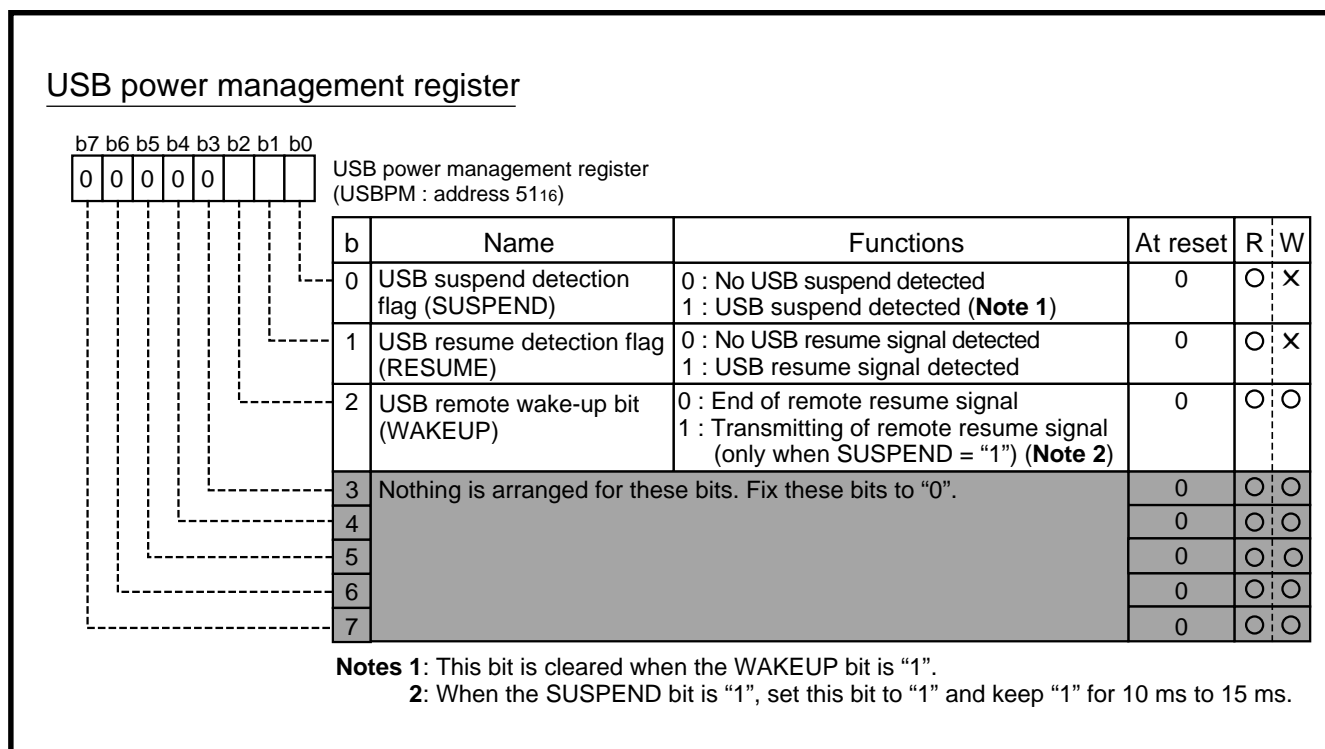 USB power management register
b7 b6 b5 b4 b3 b2 b1 b0
0 0 0 0 0
USB power management register
(USBPM : address 5116)
b Name Functions At reset R W
0 USB suspend detection flag (SUSPEND) 0 : No USB suspend detected 0 O ×
1 : USB suspend detected (Note 1)
1 USB resume detection flag (RESUME) 0 : No USB resume signal detected 0 O ×
1 : USB resume signal detected
2 USB remote wake-up bit (WAKEUP) 0 : End of remote resume signal 0 O O
1 : Transmitting of remote resume signal
(only when SUSPEND = “1”) (Note 2)
3 Nothing is arranged for these bits. Fix these bits to “0”. 0 O O
4 0 O O
5 0 O O
6 0 O O
7 0 O O
Notes 1: This bit is cleared when the WAKEUP bit is “1”.
2: When the SUSPEND bit is “1”, set this bit to “1” and keep “1” for 10 ms to 15 ms.